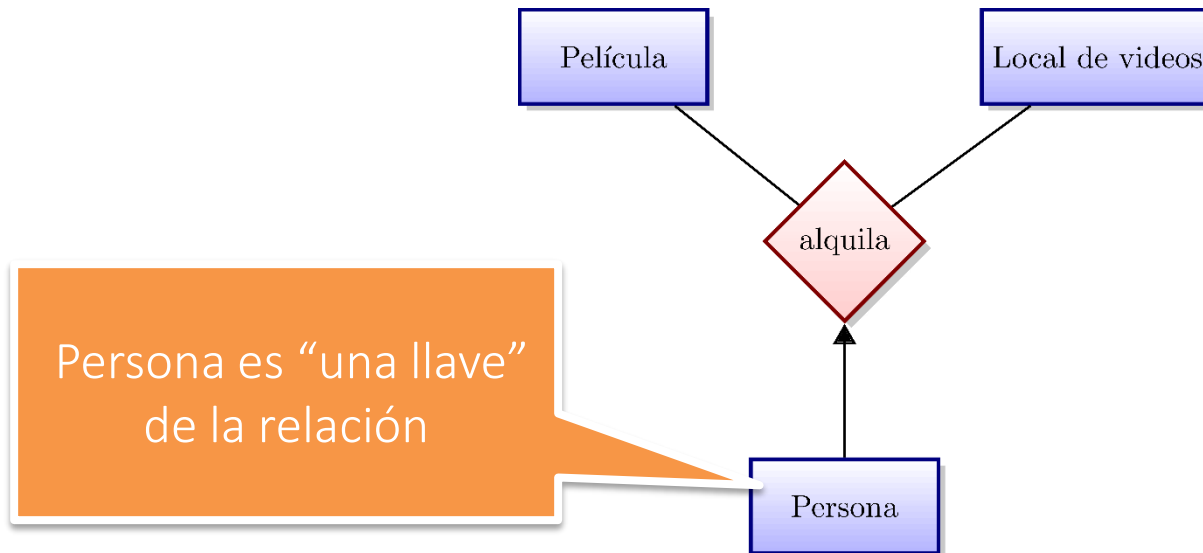 Película
Local de videos
alquila
Persona es “una llave”
de la relación
Persona